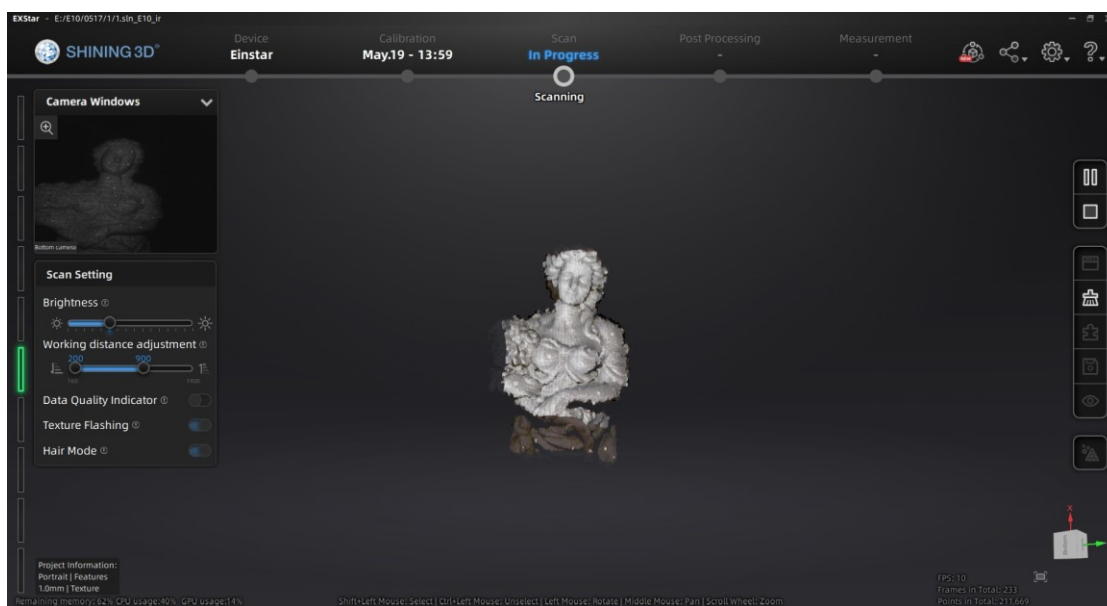 EXStar - E:/E10/0517/1/1.sln_E10_ir
SHINING 3D®
Device
Einstar
Calibration
May.19 - 13:59
Scan
In Progress
Post Processing
-
Measurement
-
NEW
Scanning
Camera Windows
Bottom camera
Scan Setting
Brightness
Working distance adjustment
200 900
160
Data Quality Indicator
Texture Flashing
Hair Mode
Project Information:
Portrait | Features
1.0mm | Texture
Remaining memory: 62% CPU usage:40% GPU usage:14%
Shift+Left Mouse: Select | Ctrl+Left Mouse: Unselect | Left Mouse: Rotate | Middle Mouse: Pan | Scroll Wheel: Zoom
X
Bottom
FPS: 10
Frames in Total: 233
Points in Total: 211,669